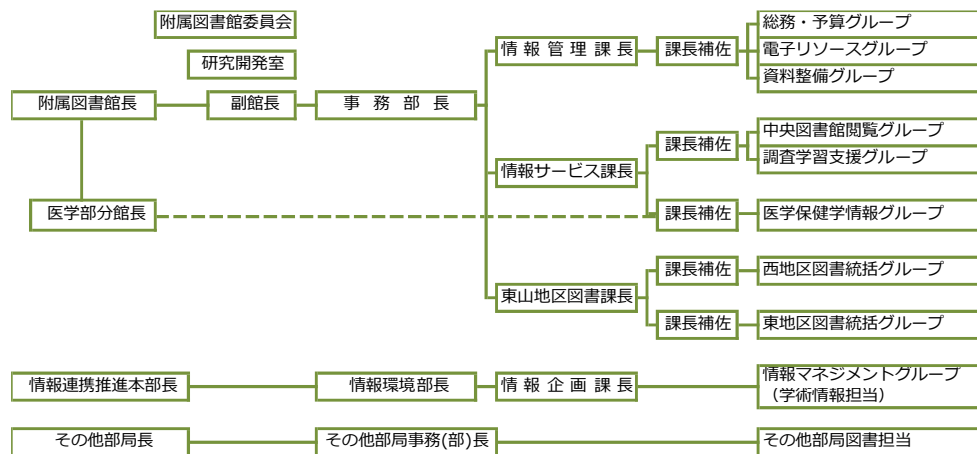 附属図書館委員会
研究開発室
附属図書館長
副館長
事務部長
医学部分館長
情報管理課長
課長補佐
総務・予算グループ
電子リソースグループ
資料整備グループ
情報サービス課長
課長補佐
中央図書館閲覧グループ
調査学習支援グループ
課長補佐
医学保健学情報グループ
東山地区図書課長
課長補佐
西地区図書統括グループ
課長補佐
東地区図書統括グループ
情報連携推進本部長
情報環境部長
情報企画課長
情報マネジメントグループ
（学術情報担当）
その他部局長
その他部局事務(部)長
その他部局図書担当